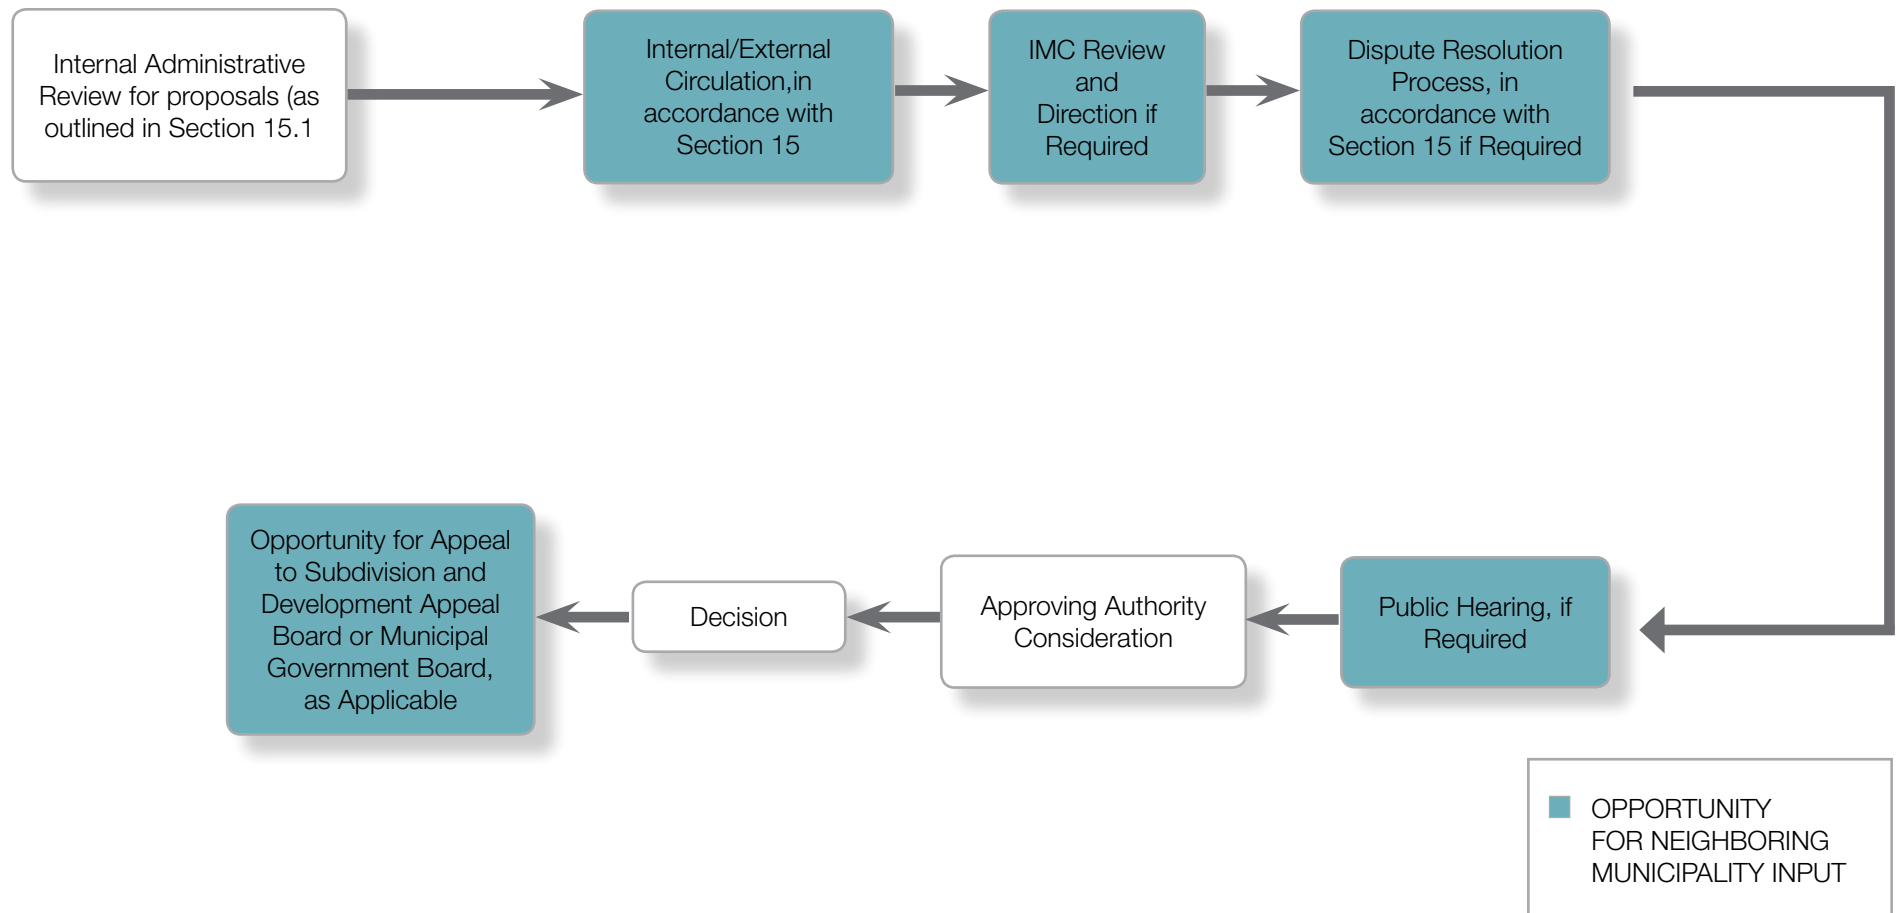 Internal Administrative
Review for proposals (as
outlined in Section 15.1
Internal/External
Circulation,in
accordance with
Section 15
IMC Review
and
Direction if
Required
Dispute Resolution
Process, in
accordance with
Section 15 if Required
Public Hearing, if
Required
Approving Authority
Consideration
Decision
Opportunity for Appeal
to Subdivision and
Development Appeal
Board or Municipal
Government Board,
as Applicable
OPPORTUNITY
FOR NEIGHBORING
MUNICIPALITY INPUT